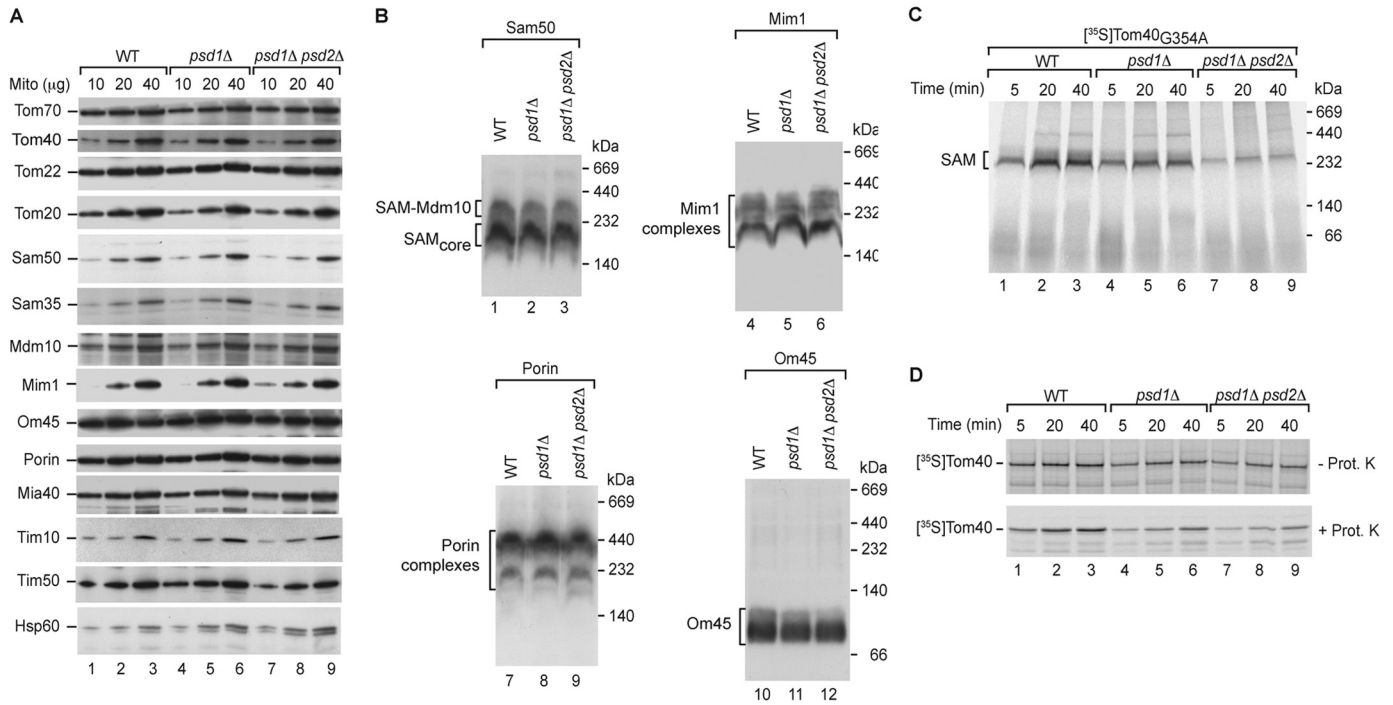 A
WT psd1Δ psd1Δ psd2Δ
Mito (µg) 10 20 40 10 20 40 10 20 40
Tom70
Tom40
Tom22
Tom20
Sam50
Sam35
Mdm10
Mim1
Om45
Porin
Mia40
Tim10
Tim50
Hsp60
1 2 3 4 5 6 7 8 9
B
Sam50
WT
psd1Δ
psd1Δ psd2Δ
kDa
669
440
232
140
SAM-Mdm10
SAMcore
1 2 3
Mim1
WT
psd1Δ
psd1Δ psd2Δ
kDa
669
440
232
140
Mim1
complexes
4 5 6
Porin
WT
psd1Δ
psd1Δ psd2Δ
kDa
669
440
232
140
Porin
complexes
7 8 9
Om45
WT
psd1Δ
psd1Δ psd2Δ
kDa
669
440
232
140
66
Om45
10 11 12
C
[³⁵S]Tom40G354A
WT psd1Δ psd1Δ psd2Δ
Time (min) 5 20 40 5 20 40 5 20 40 kDa
669
440
SAM 232
140
66
1 2 3 4 5 6 7 8 9
D
WT psd1Δ psd1Δ psd2Δ
Time (min) 5 20 40 5 20 40 5 20 40
[³⁵S]Tom40 - Prot. K
[³⁵S]Tom40 + Prot. K
1 2 3 4 5 6 7 8 9